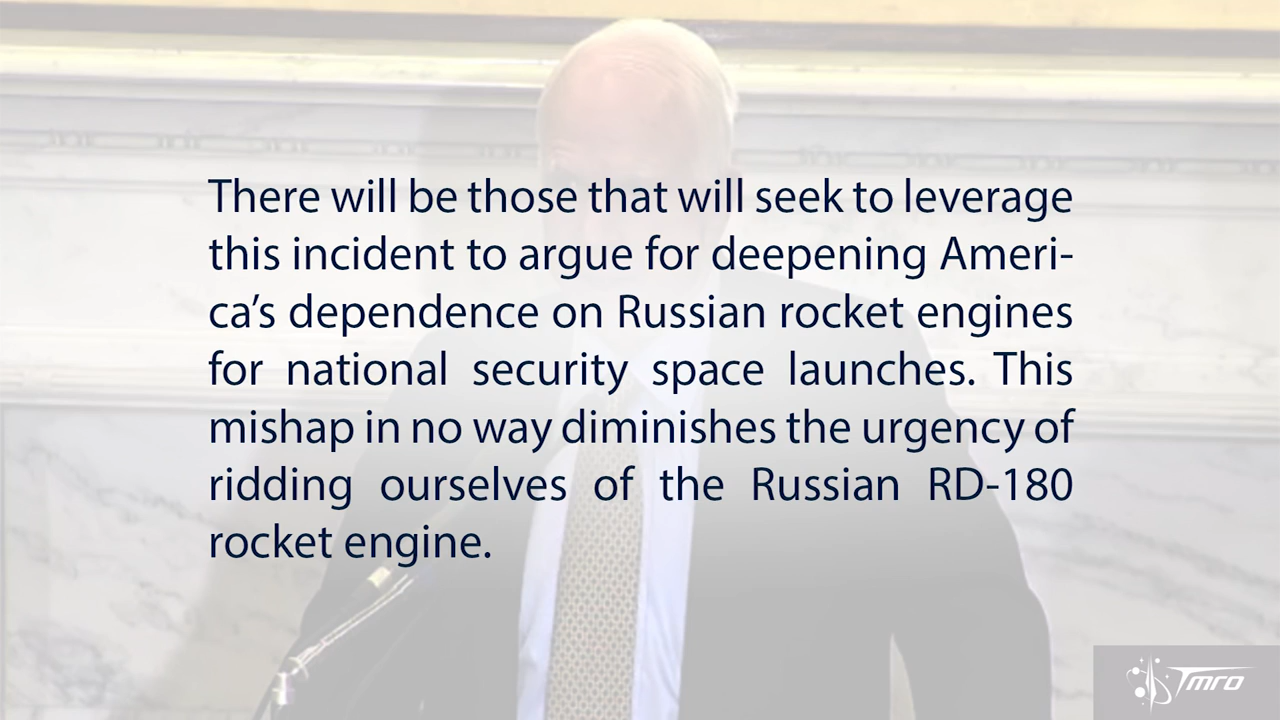 There will be those that will seek to leverage
this incident to argue for deepening Ameri-
ca’s dependence on Russian rocket engines
for national security space launches. This
mishap in no way diminishes the urgency of
ridding ourselves of the Russian RD-180
rocket engine.
Tmro